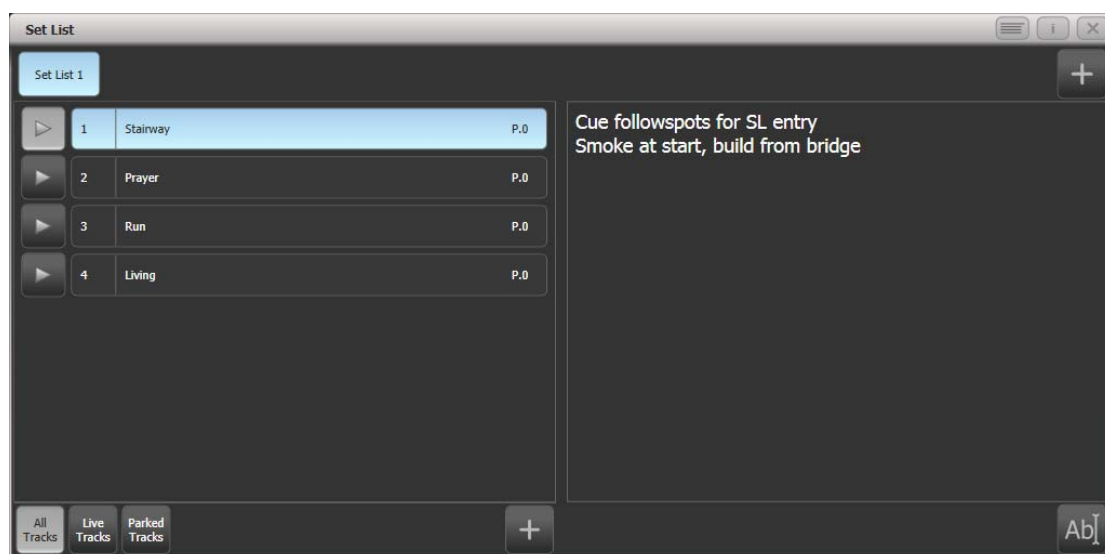 Set List
i
Set List 1
1 Stairway P.0
2 Prayer P.0
3 Run P.0
4 Living P.0
Cue followspots for SL entry
Smoke at start, build from bridge
All Tracks
Live Tracks
Parked Tracks
Ab